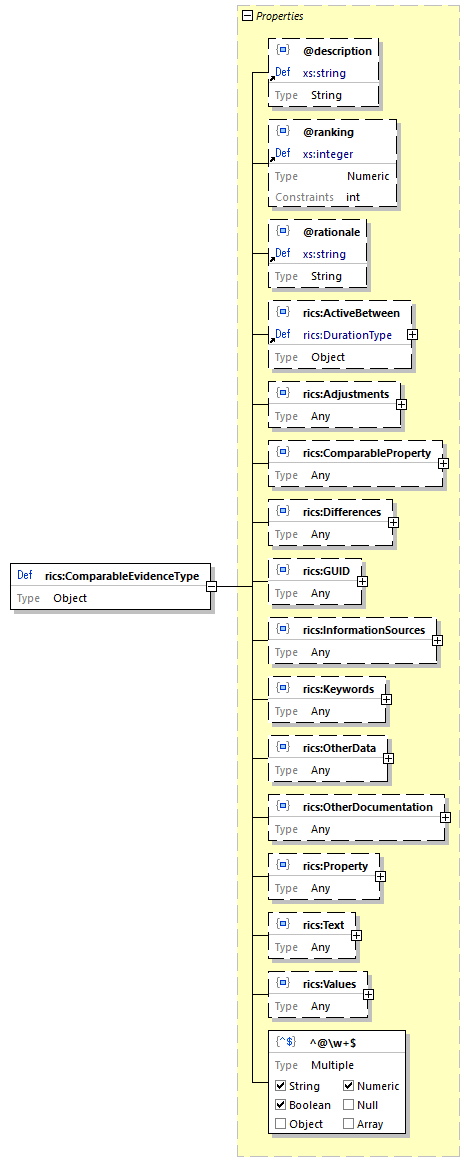 Properties
@description
Def xs:string
Type String
@ranking
Def xs:integer
Type Numeric
Constraints int
@rationale
Def xs:string
Type String
rics:ActiveBetween
Def rics:DurationType
Type Object
rics:Adjustments
Type Any
rics:ComparableProperty
Type Any
rics:Differences
Type Any
Def rics:ComparableEvidenceType
Type Object
rics:GUID
Type Any
rics:InformationSources
Type Any
rics:Keywords
Type Any
rics:OtherData
Type Any
rics:OtherDocumentation
Type Any
rics:Property
Type Any
rics:Text
Type Any
rics:Values
Type Any
{^$} ^@\w+$
Type Multiple
String Numeric
Boolean Null
Object Array